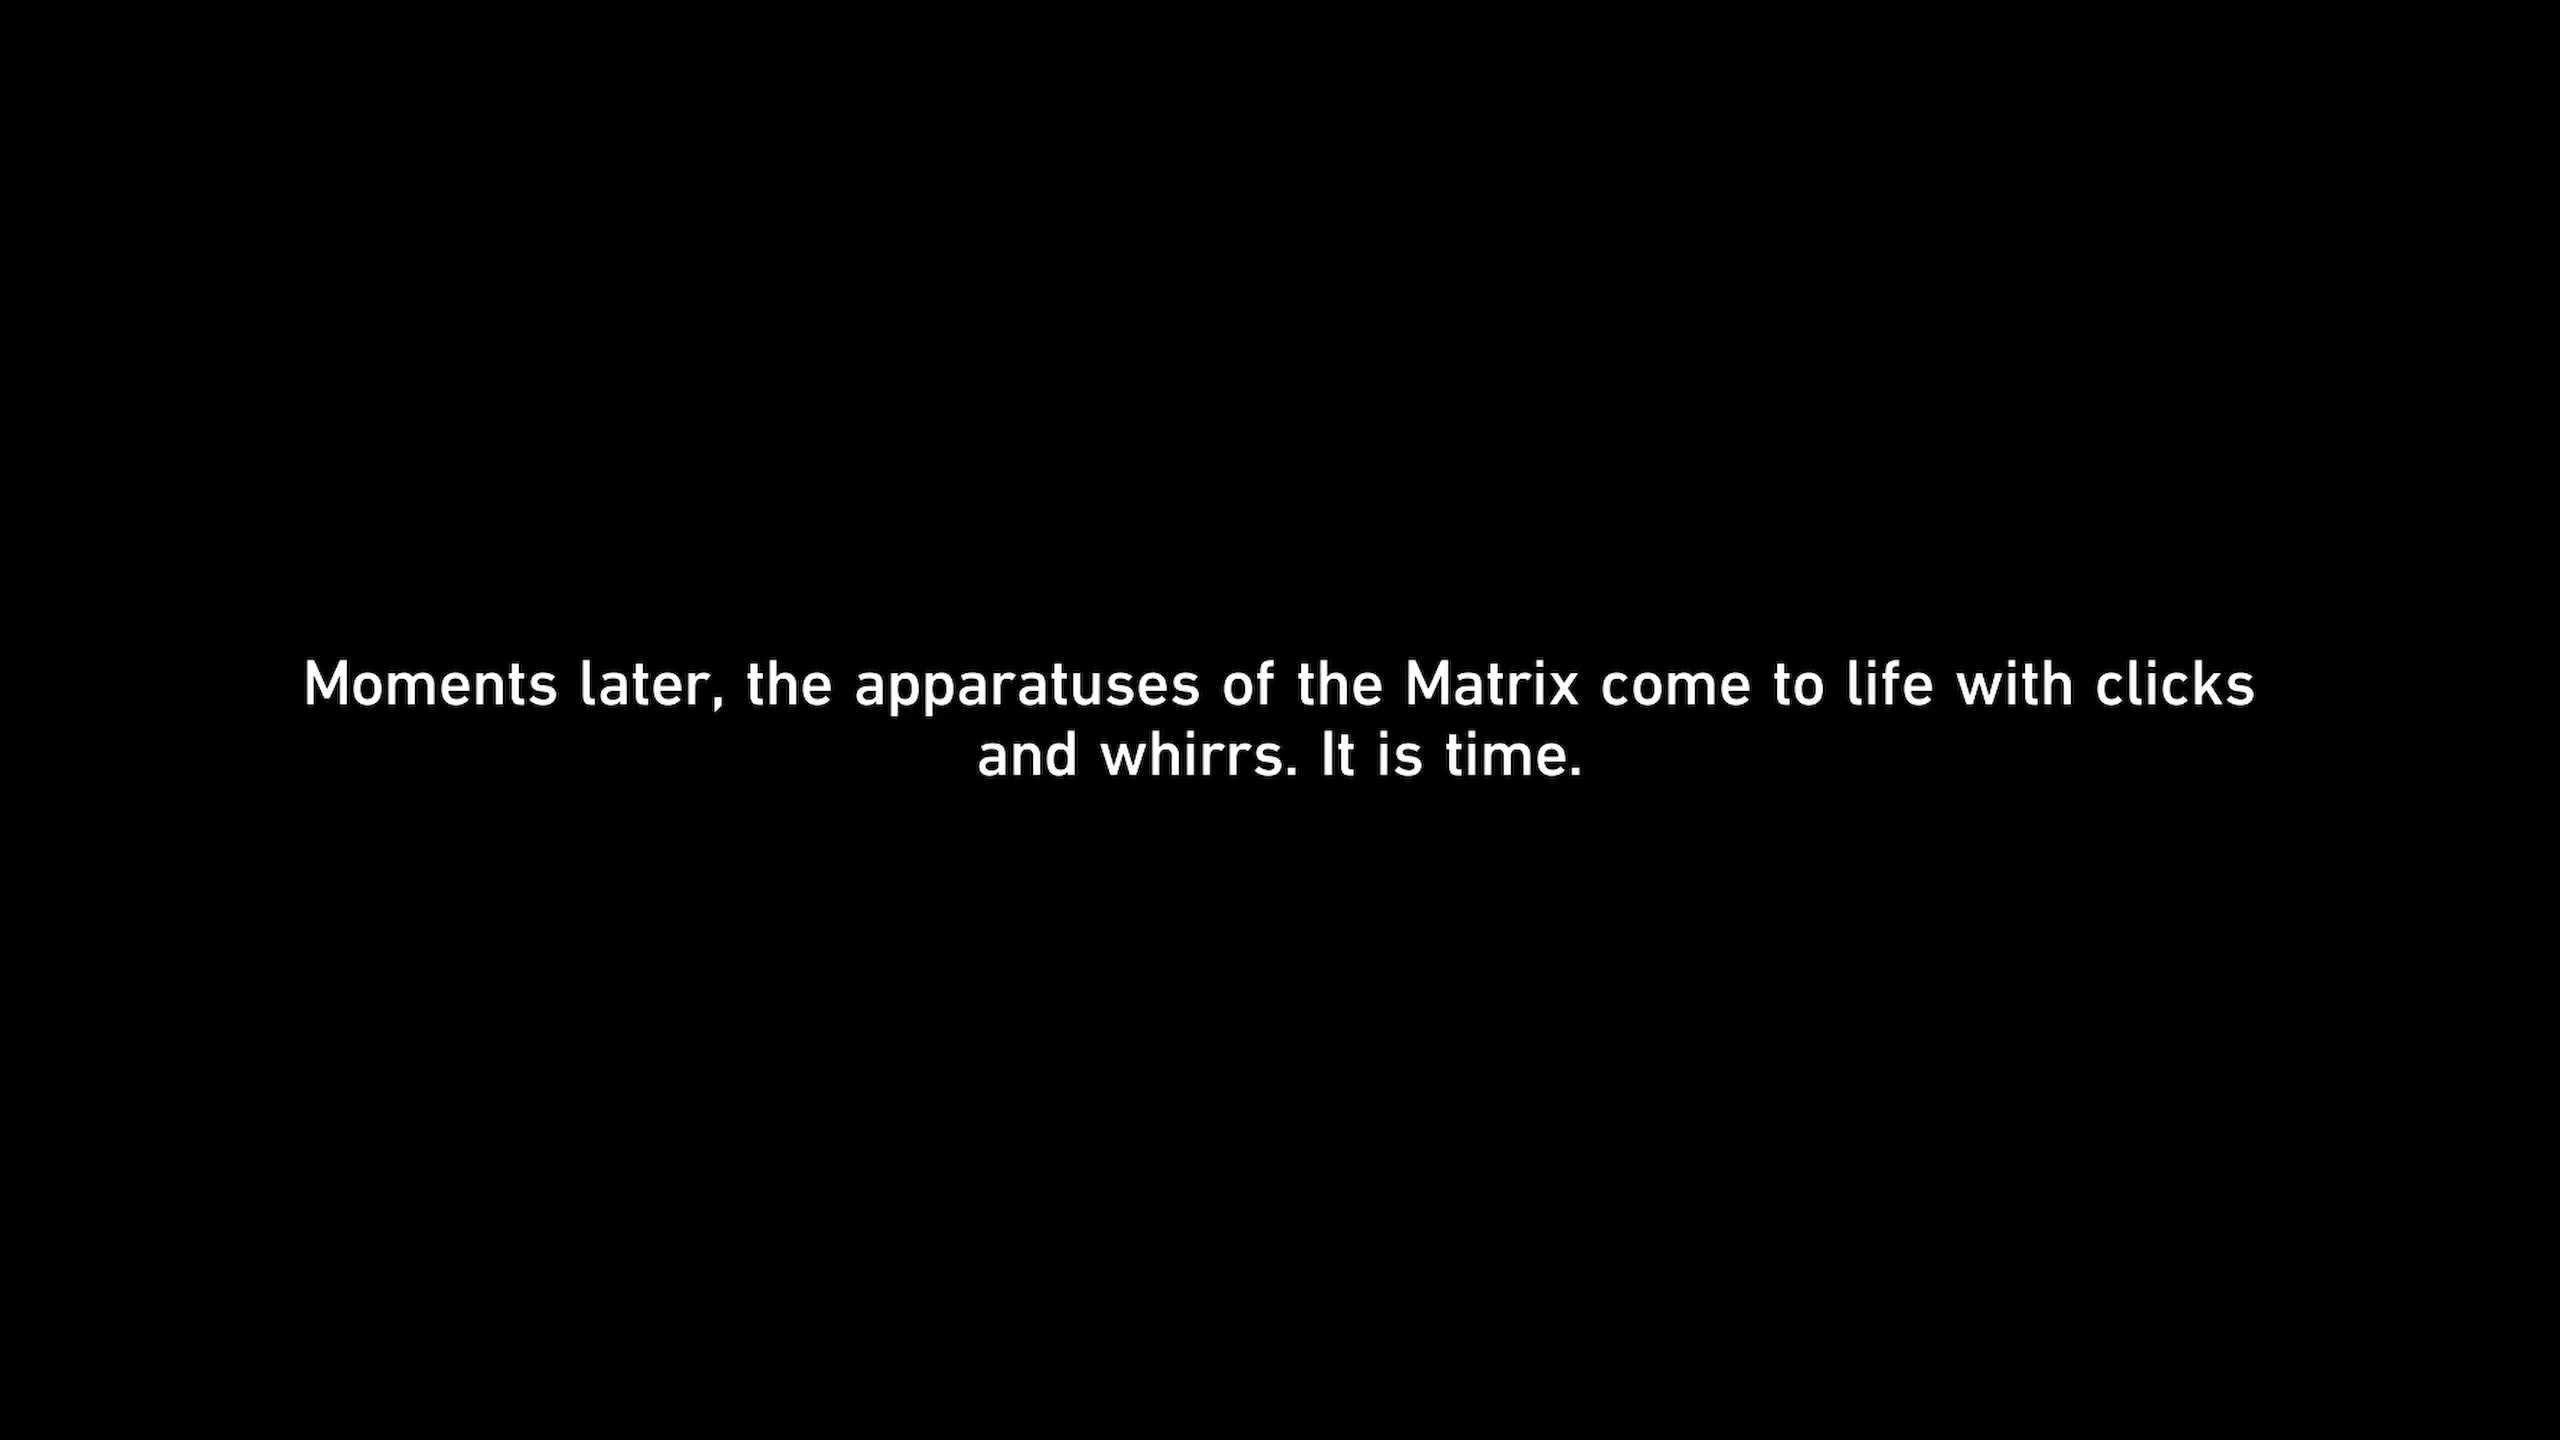 Moments later, the apparatuses of the Matrix come to life with clicks
and whirrs. It is time.